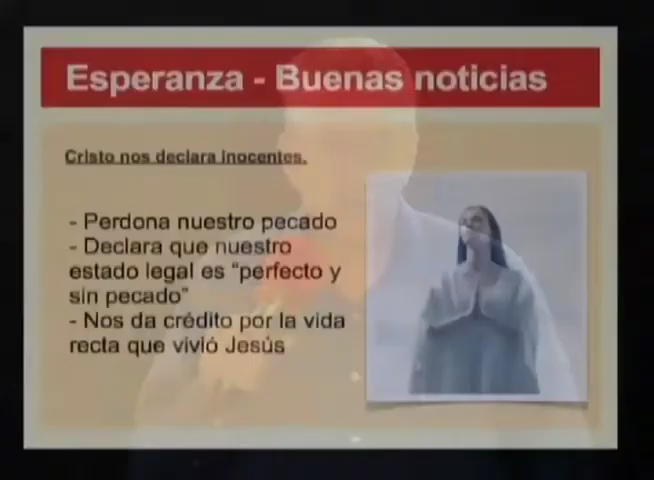 Esperanza - Buenas noticias
Cristo nos declara inocentes.
- Perdona nuestro pecado
- Declara que nuestro
estado legal es “perfecto y
sin pecado”
- Nos da crédito por la vida
recta que vivió Jesús